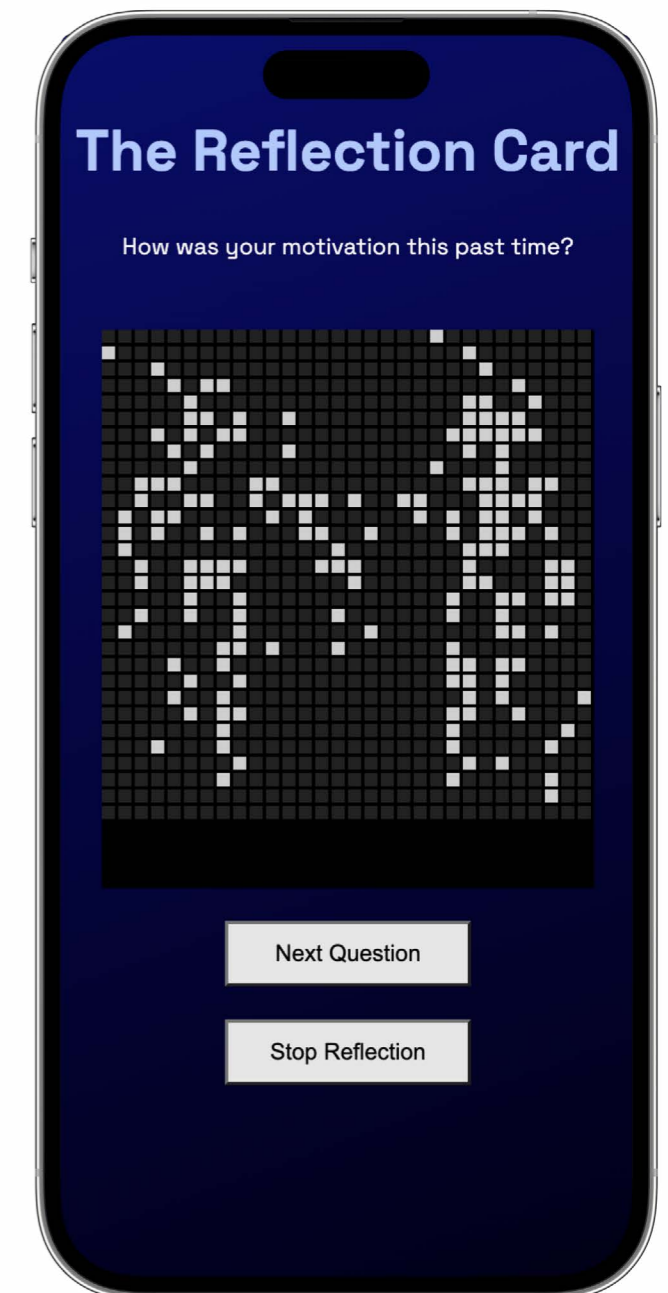 The Reflection Card
How was your motivation this past time?
Next Question
Stop Reflection